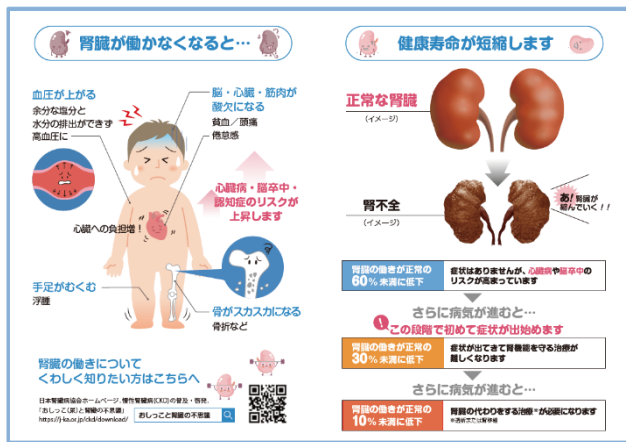 腎臓が働かなくなると…
血圧が上がる
余分な塩分と
水分の排出ができず
高血圧に
脳・心臓・筋肉が
酸欠になる
貧血／頭痛
倦怠感
心臓病・脳卒中・
認知症のリスクが
上昇します
心臓への負担増！
手足がむくむ
浮腫
骨がスカスカになる
骨折など
腎臓の働きについて
くわしく知りたい方はこちらへ
日本腎臓病協会ホームページ、慢性腎臓病(CKD)の普及・啓発、
「おしっこ(尿)と腎臓の不思議」
https://j-ka.or.jp/ckd/download/
おしっこと腎臓の不思議
健康寿命が短縮します
正常な腎臓
（イメージ）
腎不全
（イメージ）
あ！腎臓が
縮んでいく！！
腎臓の働きが正常の
60％未満に低下
症状はありませんが、心臓病や脳卒中の
リスクが高まっています
さらに病気が進むと…
この段階で初めて症状が出始めます
腎臓の働きが正常の
30％未満に低下
症状が出てきて腎機能を守る治療が
難しくなります
さらに病気が進むと…
腎臓の働きが正常の
10％未満に低下
腎臓の代わりをする治療※が必要になります
※透析または腎移植